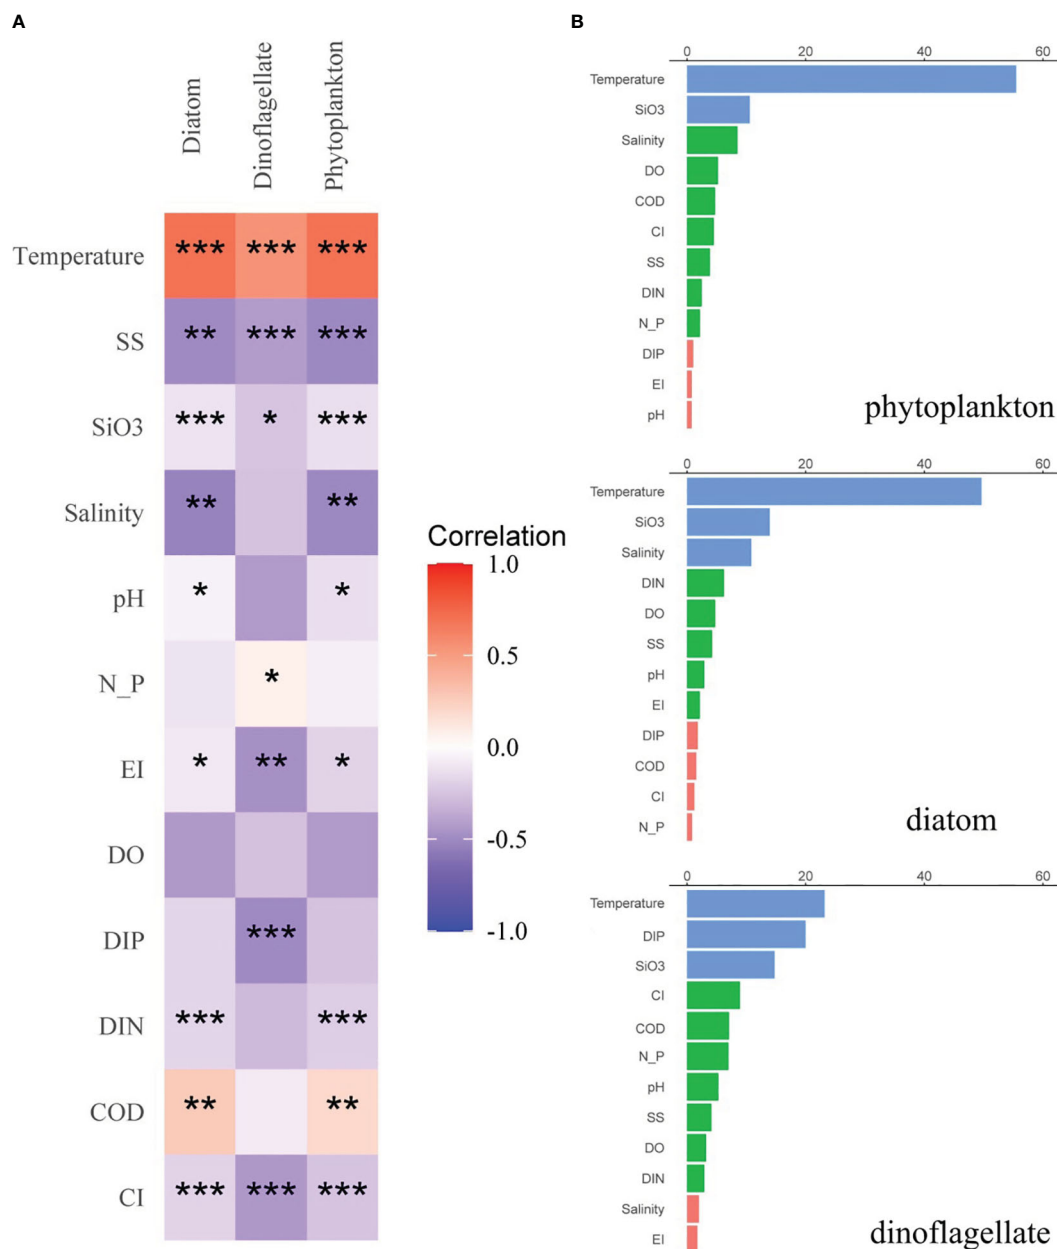 A
Diatom
Dinoflagellate
Phytoplankton
Temperature *** *** ***
SS ** *** ***
SiO3 *** * ***
Salinity ** **
pH * *
N_P *
EI * ** *
DO
DIP ***
DIN *** ***
COD ** **
CI *** *** ***
Correlation
1.0
0.5
0.0
-0.5
-1.0
B
0 20 40 60
Temperature
SiO3
Salinity
DO
COD
CI
SS
DIN
N_P
DIP
EI
pH
phytoplankton
0 20 40 60
Temperature
SiO3
Salinity
DIN
DO
SS
pH
EI
DIP
COD
CI
N_P
diatom
0 20 40 60
Temperature
DIP
SiO3
CI
COD
N_P
pH
SS
DO
DIN
Salinity
EI
dinoflagellate